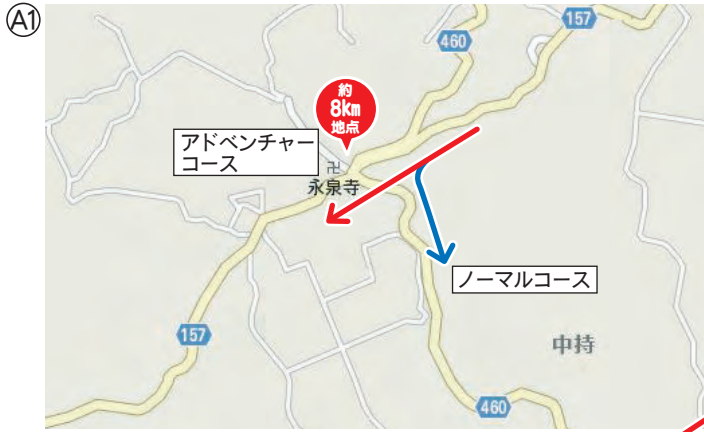 A1
157
460
約
8km
地点
アドベンチャー
コース
卍
永泉寺
ノーマルコース
157
中持
460